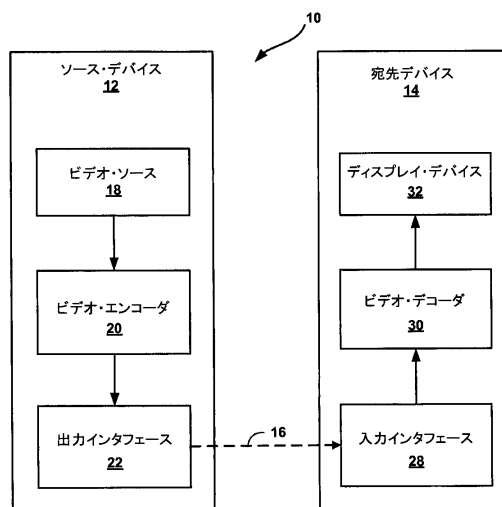 10
ソース・デバイス
12
ビデオ・ソース
18
ビデオ・エンコーダ
20
出力インタフェース
22
16
宛先デバイス
14
ディスプレイ・デバイス
32
ビデオ・デコーダ
30
入力インタフェース
28